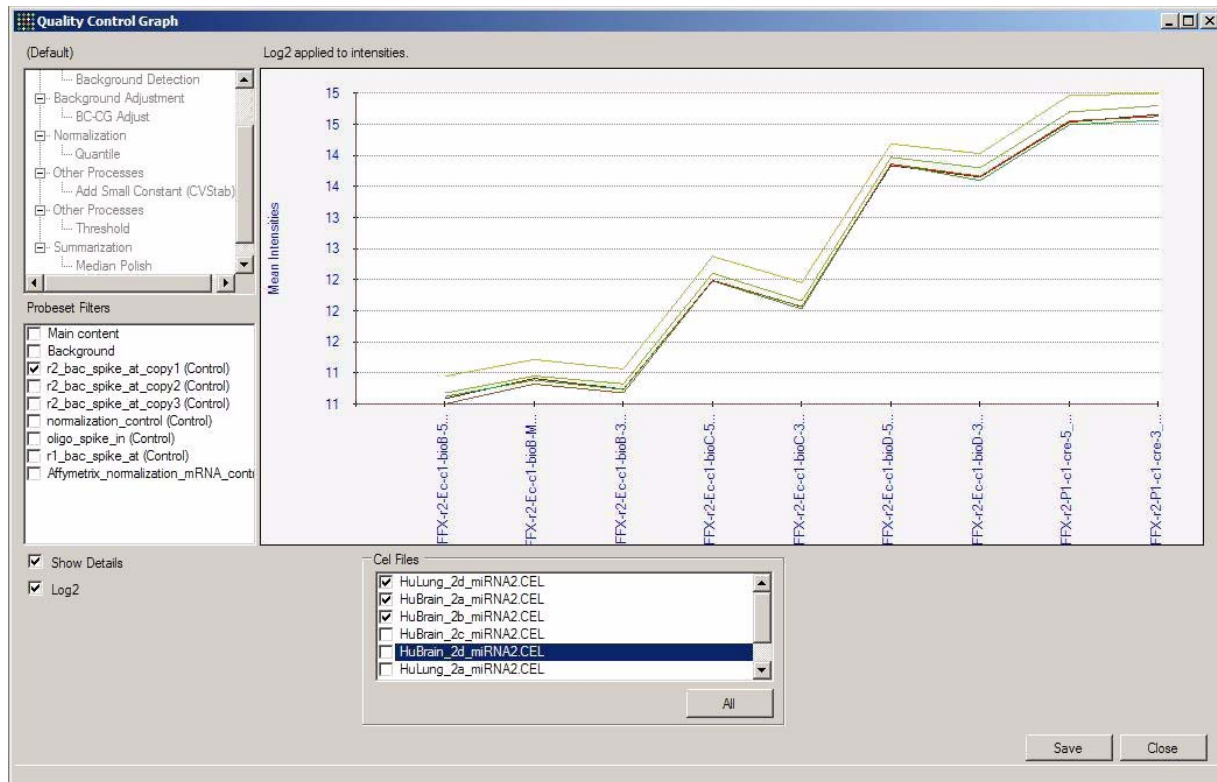 Quality Control Graph
(Default)
Log2 applied to intensities.
Background Detection
Background Adjustment
BC-CG Adjust
Normalization
Quantile
Other Processes
Add Small Constant (CVStab)
Other Processes
Threshold
Summarization
Median Polish
Probeset Filters
Main content
Background
r2_bac_spike_at_copy1 (Control)
r2_bac_spike_at_copy2 (Control)
r2_bac_spike_at_copy3 (Control)
normalization_control (Control)
oligo_spike_in (Control)
r1_bac_spike_at (Control)
Affymetrix_normalization_mRNA_contr
Show Details
Log2
Mean Intensities
15
15
14
14
13
13
12
12
12
11
11
FFX-r2-Ec-c1-bioB-5...
FFX-r2-Ec-c1-bioB-M...
FFX-r2-Ec-c1-bioB-3...
FFX-r2-Ec-c1-bioC-5...
FFX-r2-Ec-c1-bioC-3...
FFX-r2-Ec-c1-bioD-5...
FFX-r2-Ec-c1-bioD-3...
FFX-r2-P1-c1-cre-5_...
FFX-r2-P1-c1-cre-3_...
Cel Files
HuLung_2d_miRNA2.CEL
HuBrain_2a_miRNA2.CEL
HuBrain_2b_miRNA2.CEL
HuBrain_2c_miRNA2.CEL
HuBrain_2d_miRNA2.CEL
HuLung_2a_miRNA2.CEL
All
Save
Close